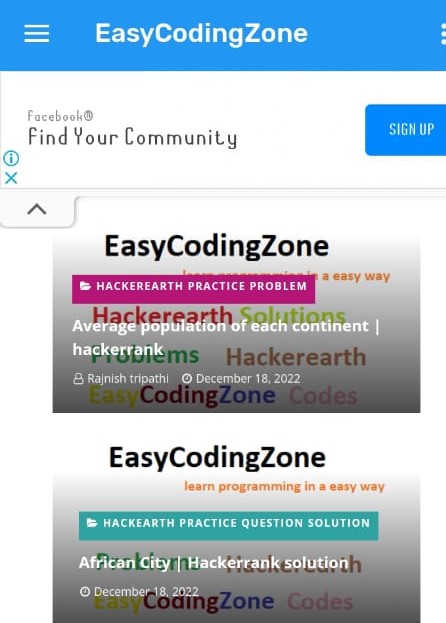 EasyCodingZone
Facebook®
Find Your Community
SIGN UP
EasyCodingZone
learn programming in a easy way
HACKEREARTH PRACTICE PROBLEM
Hackerearth Solutions
Average population of each continent |
hackerrank
Problems Hackerearth
Rajnish tripathi December 18, 2022
EasyCodingZone Codes
EasyCodingZone
learn programming in a easy way
HACKEARTH PRACTICE QUESTION SOLUTION
African City | Hackerrank solution
Problems Hackerearth
December 18, 2022
EasyCodingZone Codes